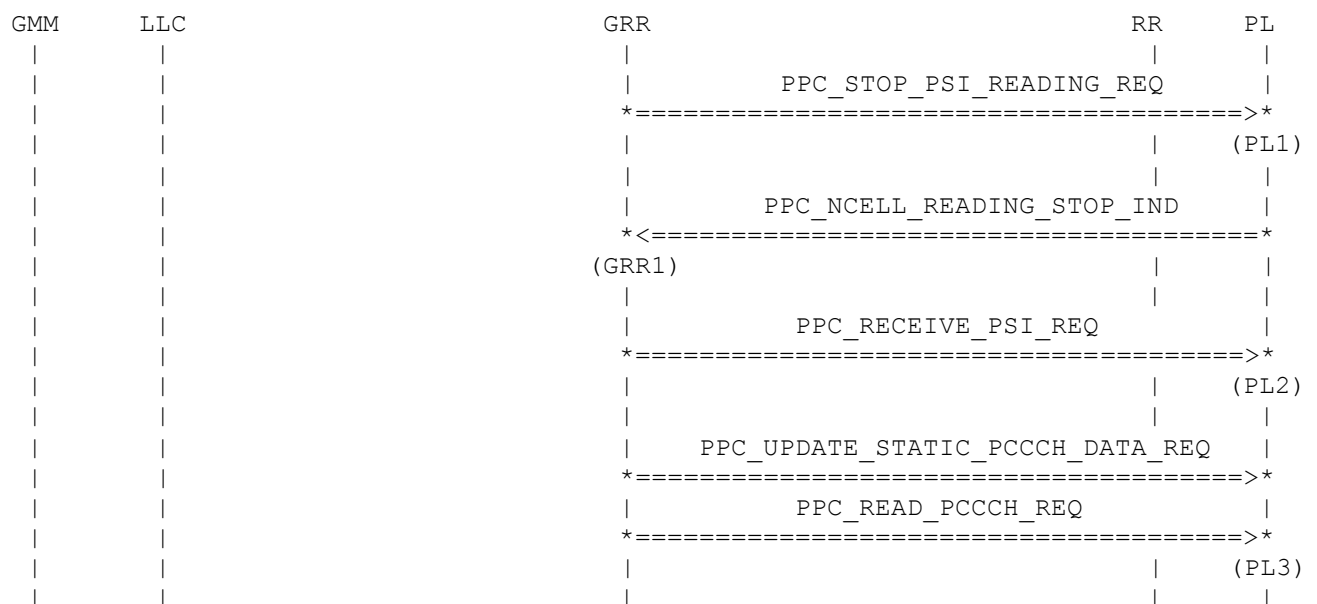 GMM LLC GRR RR PL
| | | | |
| | | PPC_STOP_PSI_READING_REQ |
| | *======================================>*
| | | | (PL1)
| | | | |
| | | PPC_NCELL_READING_STOP_IND |
| | *<======================================*
| | (GRR1) | |
| | | | |
| | | PPC_RECEIVE_PSI_REQ |
| | *======================================>*
| | | | (PL2)
| | | | |
| | | PPC_UPDATE_STATIC_PCCCH_DATA_REQ |
| | *======================================>*
| | | PPC_READ_PCCCH_REQ |
| | *======================================>*
| | | | (PL3)
| | | | |